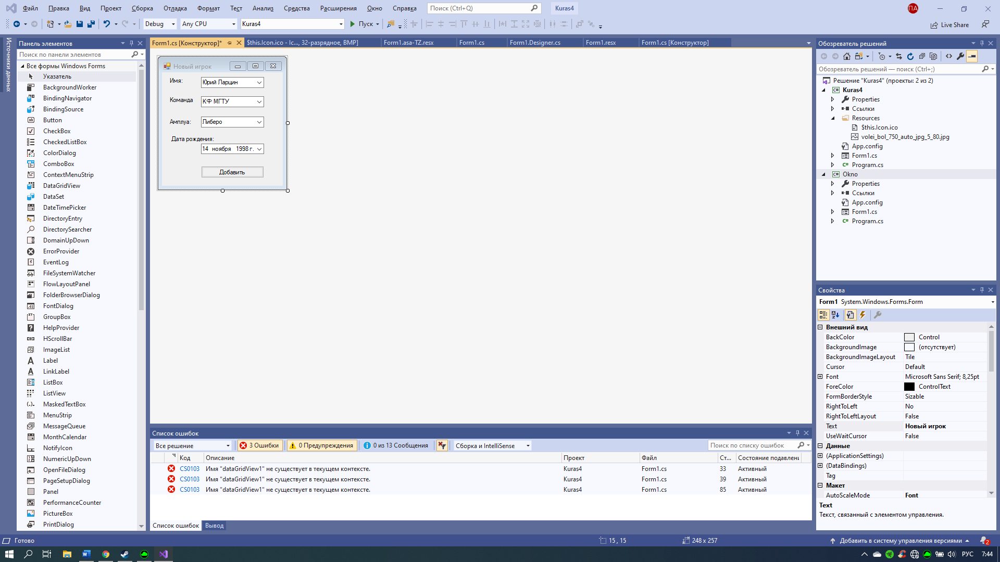 Файл Правка Вид Проект Сборка Отладка Формат Тест Анализ Средства Расширения Окно Справка Поиск (Ctrl+Q) Kuras4 ПА
Debug Any CPU Kuras4 Пуск Live Share
Источники данных
Панель элементов
Поиск по панели элементов
Все формы Windows Forms
Указатель
BackgroundWorker
BindingNavigator
BindingSource
Button
CheckBox
CheckedListBox
ColorDialog
ComboBox
ContextMenuStrip
DataGridView
DataSet
DateTimePicker
DirectoryEntry
DirectorySearcher
DomainUpDown
ErrorProvider
EventLog
FileSystemWatcher
FlowLayoutPanel
FolderBrowserDialog
FontDialog
GroupBox
HelpProvider
HScrollBar
ImageList
Label
LinkLabel
ListBox
ListView
MaskedTextBox
MenuStrip
MessageQueue
MonthCalendar
NotifyIcon
NumericUpDown
OpenFileDialog
PageSetupDialog
Panel
PerformanceCounter
PictureBox
PrintDialog
Form1.cs [Конструктор]* $this.Icon.ico - Ic..., 32-разрядное, BMP] Form1.asa-TZ.resx Form1.cs Form1.Designer.cs Form1.resx Form1.cs [Конструктор]
Новый игрок
Имя: Юрий Ларцин
Команда КФ МГТУ
Амплуа: Либеро
Дата рождения:
14 ноября 1998 г.
Добавить
Список ошибок
Все решение 3 Ошибки 0 Предупреждения 0 из 13 Сообщения Сборка и IntelliSense Поиск по списку ошибок
Код Описание Проект Файл Ст... Состояние подавлени
CS0103 Имя "dataGridView1" не существует в текущем контексте. Kuras4 Form1.cs 33 Активный
CS0103 Имя "dataGridView1" не существует в текущем контексте. Kuras4 Form1.cs 39 Активный
CS0103 Имя "dataGridView1" не существует в текущем контексте. Kuras4 Form1.cs 85 Активный
Список ошибок Вывод
Обозреватель решений
Обозреватель решений — поиск (Ctrl+;)
Решение "Kuras4" (проекты: 2 из 2)
Kuras4
Properties
Ссылки
Resources
$this.Icon.ico
volei_bol_750_auto_jpg_5_80.jpg
App.config
Form1.cs
Program.cs
Okno
Properties
Ссылки
App.config
Form1.cs
Program.cs
Свойства
Form1 System.Windows.Forms.Form
Внешний вид
BackColor Control
BackgroundImage (отсутствует)
BackgroundImageLayout Tile
Cursor Default
Font Microsoft Sans Serif; 8,25pt
ForeColor ControlText
FormBorderStyle Sizable
RightToLeft No
RightToLeftLayout False
Text Новый игрок
UseWaitCursor False
Данные
(ApplicationSettings)
(DataBindings)
Tag
Макет
AutoScaleMode Font
Text
Текст, связанный с элементом управления.
Готово 15 , 15 248 x 257 Добавить в систему управления версиями 2
РУС 7:44